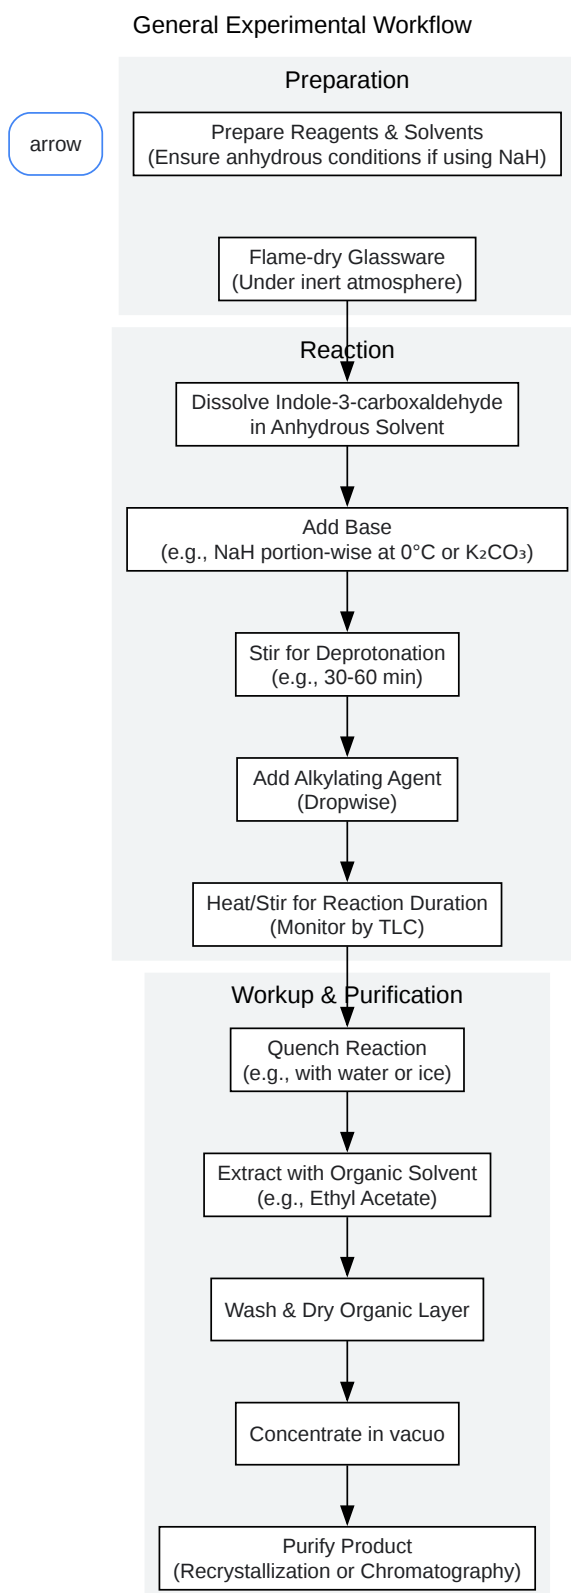 General Experimental Workflow
Preparation
arrow
Prepare Reagents & Solvents
(Ensure anhydrous conditions if using NaH)
Flame-dry Glassware
(Under inert atmosphere)
Reaction
Dissolve Indole-3-carboxaldehyde
in Anhydrous Solvent
Add Base
(e.g., NaH portion-wise at 0°C or K₂CO₃)
Stir for Deprotonation
(e.g., 30-60 min)
Add Alkylating Agent
(Dropwise)
Heat/Stir for Reaction Duration
(Monitor by TLC)
Workup & Purification
Quench Reaction
(e.g., with water or ice)
Extract with Organic Solvent
(e.g., Ethyl Acetate)
Wash & Dry Organic Layer
Concentrate in vacuo
Purify Product
(Recrystallization or Chromatography)